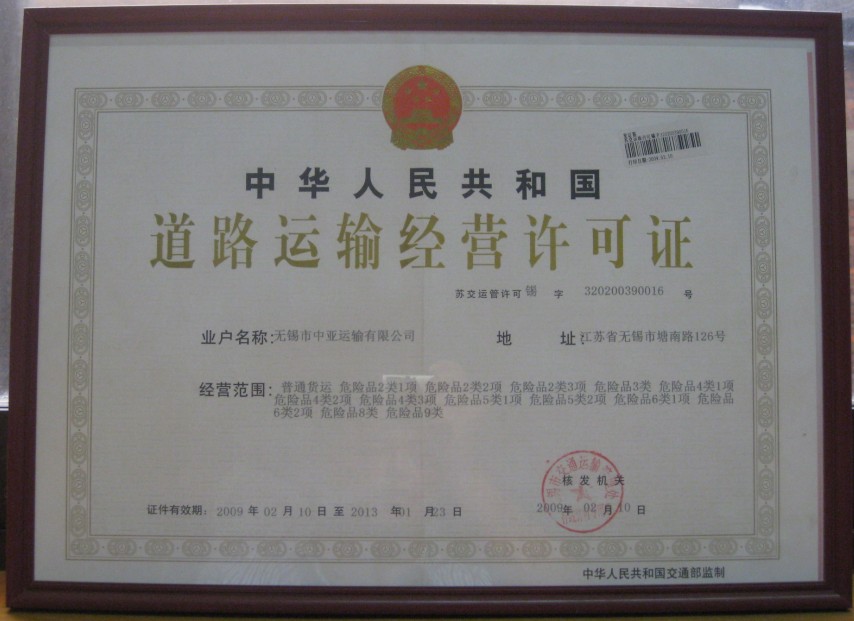 中华人民共和国
道路运输经营许可证
苏交运管许可 锡 字 320200390016 号
业户名称:无锡市中亚运输有限公司 地 址:江苏省无锡市塘南路126号
经营范围: 普通货运 危险品2类1项 危险品2类2项 危险品2类3项 危险品3类 危险品4类1项
危险品4类2项 危险品4类3项 危险品5类1项 危险品5类2项 危险品6类1项 危险品
6类2项 危险品8类 危险品9类
核发机关
证件有效期: 2009 年 02 月 10 日 至 2013 年01 月 23 日 2009年 02 月 10 日
中华人民共和国交通部监制